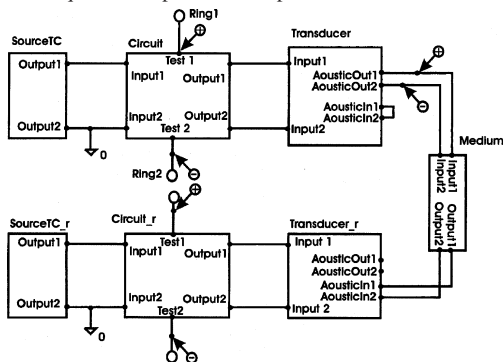 Ring1
SourceTC
Circuit
Transducer
Output1
Input1
Test 1
Output1
Input1
AousticOut1
AousticOut2
AousticIn1
AousticIn2
Output2
Input2
Output2
Input2
Test 2
0
Ring2
Medium
Input1
Input2
Output1
Output2
SourceTC_r
Circuit_r
Transducer_r
Output1
Input1
Test1
Output1
Input 1
AousticOut1
AousticOut2
AousticIn1
AousticIn2
Output2
Input2
Output2
Input 2
Test2
0